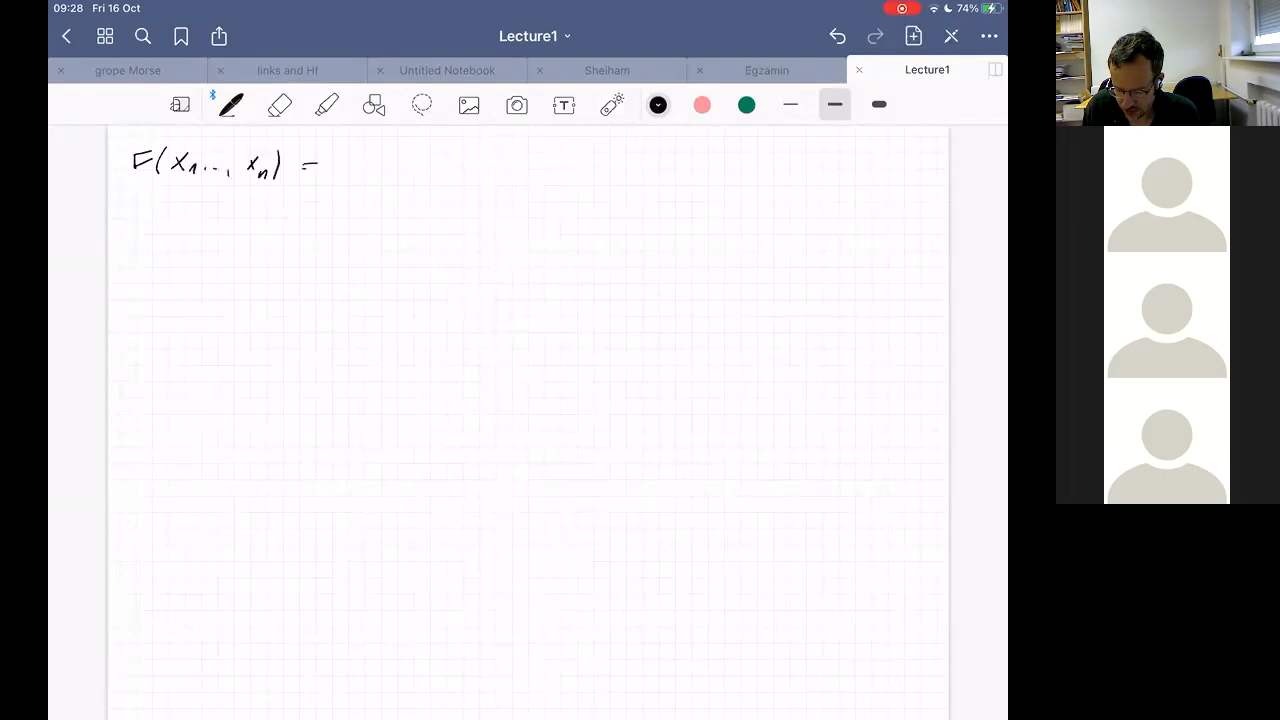 09:28 Fri 16 Oct 74%
Lecture1
grope Morse links and Hf Untitled Notebook Sheiham Egzamin Lecture1
T
F(x₁..., xₙ) =